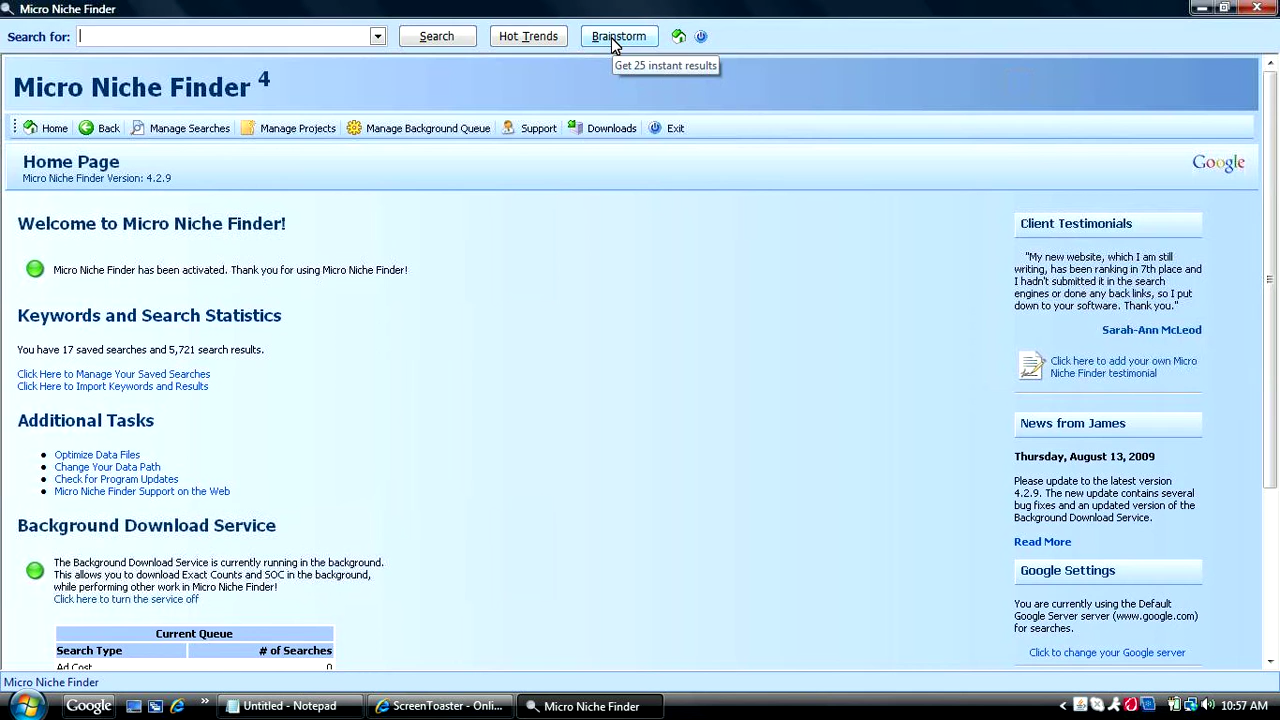 Micro Niche Finder
Search for:
Search
Hot Trends
Brainstorm
Get 25 instant results
Micro Niche Finder 4
Home
Back
Manage Searches
Manage Projects
Manage Background Queue
Support
Downloads
Exit
Home Page
Micro Niche Finder Version: 4.2.9
Google
Welcome to Micro Niche Finder!
Micro Niche Finder has been activated. Thank you for using Micro Niche Finder!
Keywords and Search Statistics
You have 17 saved searches and 5,721 search results.
Click Here to Manage Your Saved Searches
Click Here to Import Keywords and Results
Additional Tasks
Optimize Data Files
Change Your Data Path
Check for Program Updates
Micro Niche Finder Support on the Web
Background Download Service
The Background Download Service is currently running in the background.
This allows you to download Exact Counts and SOC in the background,
while performing other work in Micro Niche Finder!
Click here to turn the service off
Current Queue
Search Type # of Searches
Ad Cost 0
Client Testimonials
"My new website, which I am still
writing, has been ranking in 7th place and
I hadn't submitted it in the search
engines or done any back links, so I put
down to your software. Thank you."
Sarah-Ann McLeod
Click here to add your own Micro
Niche Finder testimonial
News from James
Thursday, August 13, 2009
Please update to the latest version
4.2.9. The new update contains several
bug fixes and an updated version of the
Background Download Service.
Read More
Google Settings
You are currently using the Default
Google Server server (www.google.com)
for searches.
Click to change your Google server
Micro Niche Finder
Google
Untitled - Notepad
ScreenToaster - Onli...
Micro Niche Finder
10:57 AM